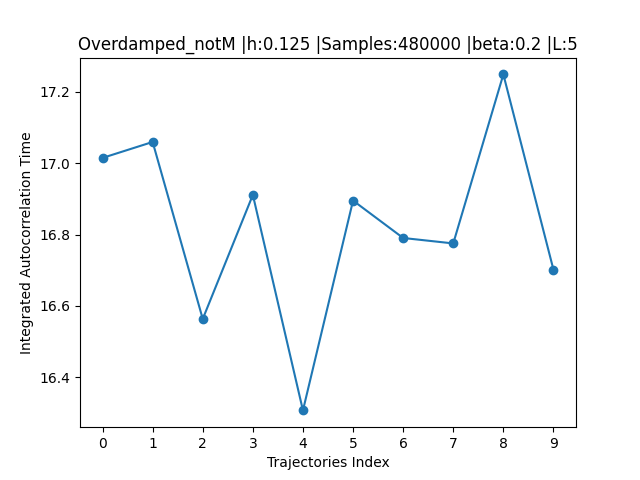 Overdamped_notM |h:0.125 |Samples:480000 |beta:0.2 |L:5
Integrated Autocorrelation Time
17.2
17.0
16.8
16.6
16.4
0 1 2 3 4 5 6 7 8 9
Trajectories Index